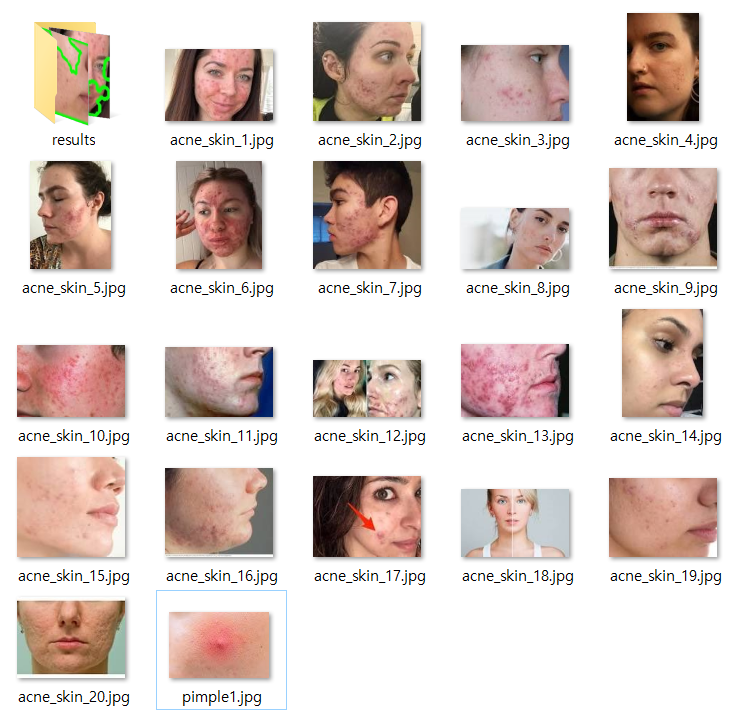 results
acne_skin_1.jpg
acne_skin_2.jpg
acne_skin_3.jpg
acne_skin_4.jpg
acne_skin_5.jpg
acne_skin_6.jpg
acne_skin_7.jpg
acne_skin_8.jpg
acne_skin_9.jpg
acne_skin_10.jpg
acne_skin_11.jpg
acne_skin_12.jpg
acne_skin_13.jpg
acne_skin_14.jpg
acne_skin_15.jpg
acne_skin_16.jpg
acne_skin_17.jpg
acne_skin_18.jpg
acne_skin_19.jpg
acne_skin_20.jpg
pimple1.jpg